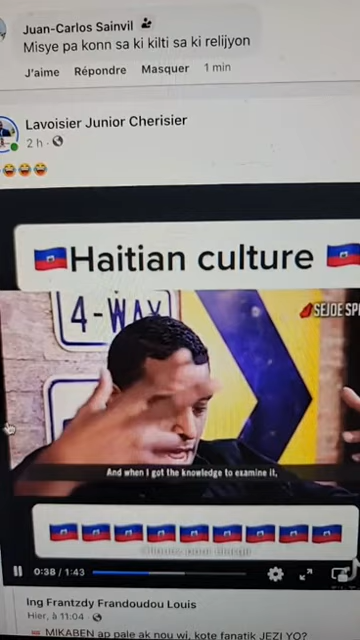 Juan-Carlos Sainvil
Misye pa konn sa ki kilti sa ki relijyon
J'aime Répondre Masquer 1 min
Lavoisier Junior Cherisier
2 h
Haitian culture
4-WAY
SEJOE SPE
And when I got the knowledge to examine it,
0:38 / 1:43
Ing Frantzdy Frandoudou Louis
Hier, à 11:04
MIKABEN ap pale ak nou wi, kote fanatik JEZI YO?